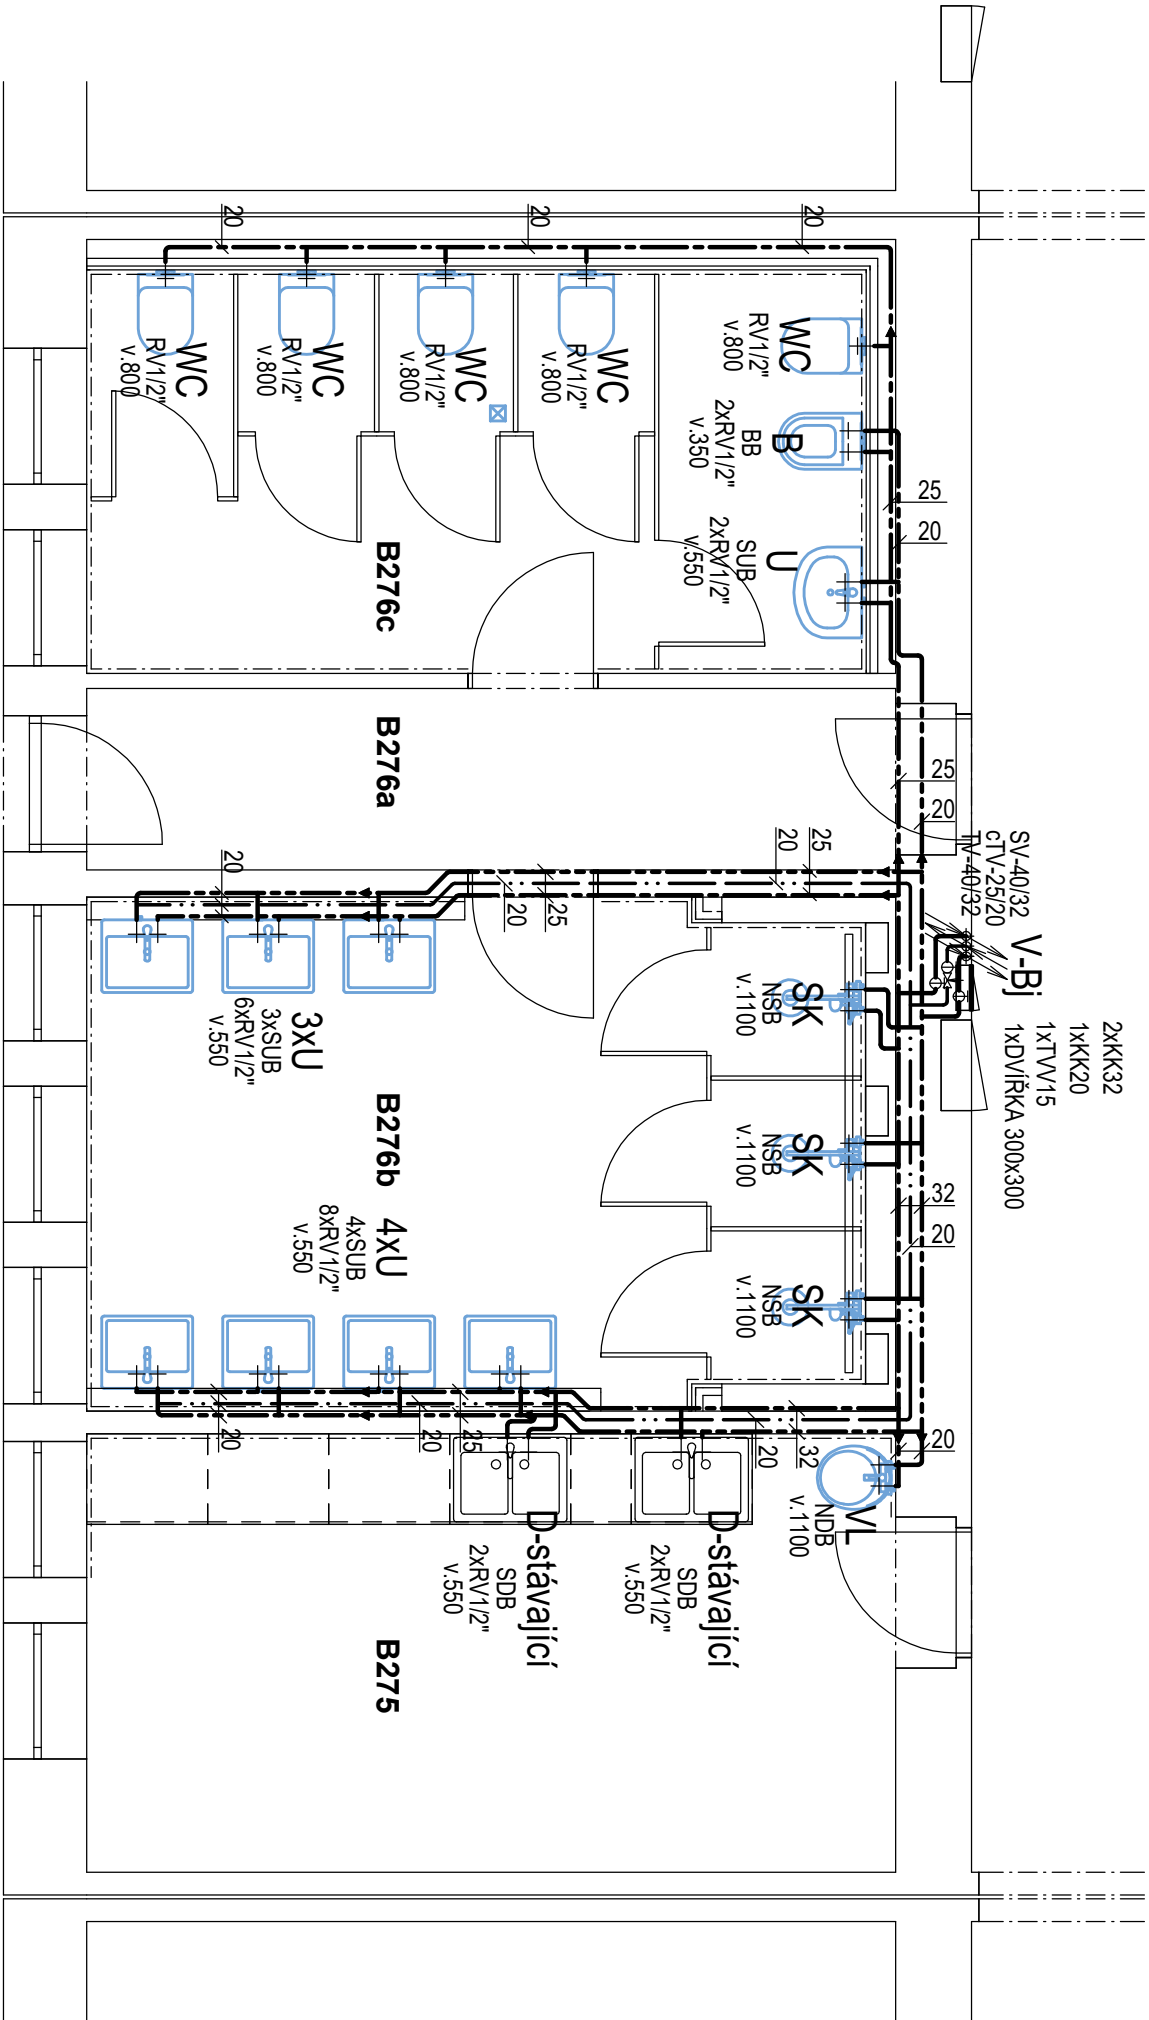 2xKK32
1xKK20
1xTVV15
1xDVÍŘKA 300x300
V-Bj
SV-40/32
cTV-25/20
TV-40/32
20
20
20
25
20
25
20
32
20
20
WC
RV1/2"
v.800
B
BB
2xRV1/2"
v.350
U
SUB
2xRV1/2"
v.550
25
20
SK
NSB
v.1100
SK
NSB
v.1100
SK
NSB
v.1100
VL
NDB
v.1100
32
20
D-stávající
SDB
2xRV1/2"
v.550
WC
RV1/2"
v.800
25
20
D-stávající
SDB
2xRV1/2"
v.550
WC
RV1/2"
v.800
25
20
B276c
B276a
B276b
B275
4xU
4xSUB
8xRV1/2"
v.550
WC
RV1/2"
v.800
3xU
3xSUB
6xRV1/2"
v.550
WC
RV1/2"
v.800
20
20